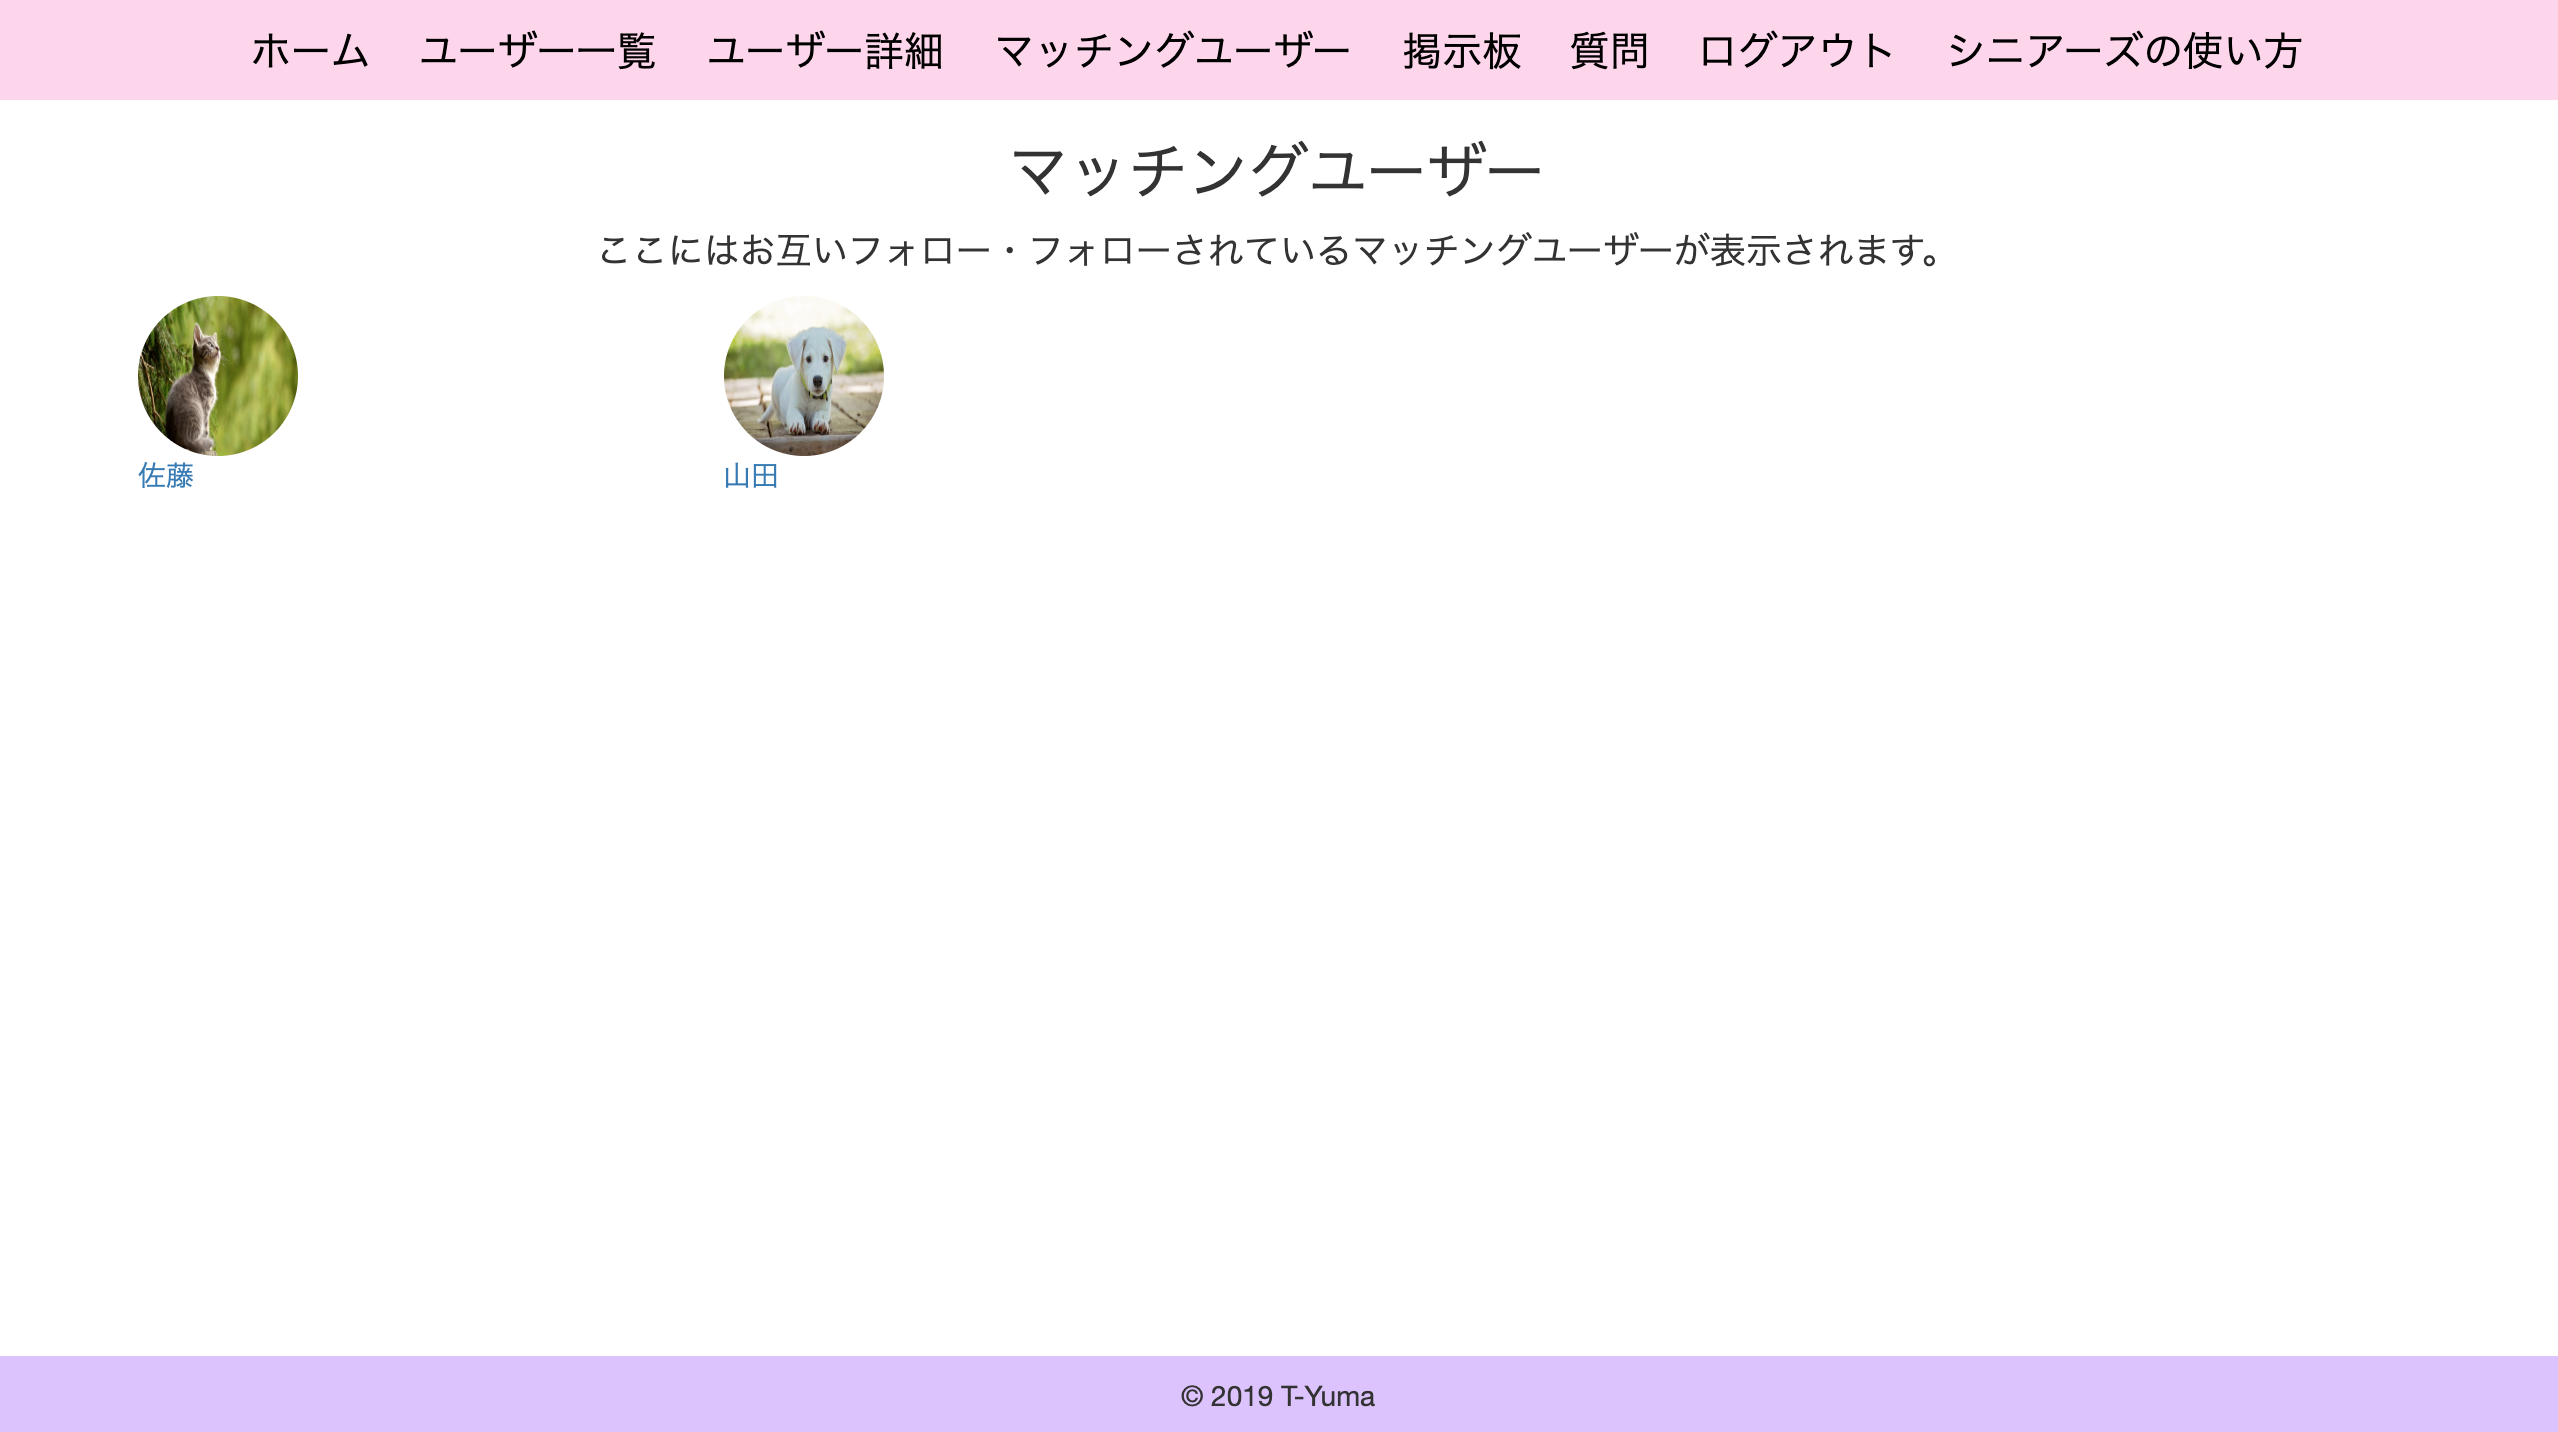 ホーム ユーザー一覧 ユーザー詳細 マッチングユーザー 掲示板 質問 ログアウト シニアーズの使い方
マッチングユーザー
ここにはお互いフォロー・フォローされているマッチングユーザーが表示されます。
佐藤 山田
© 2019 T-Yuma